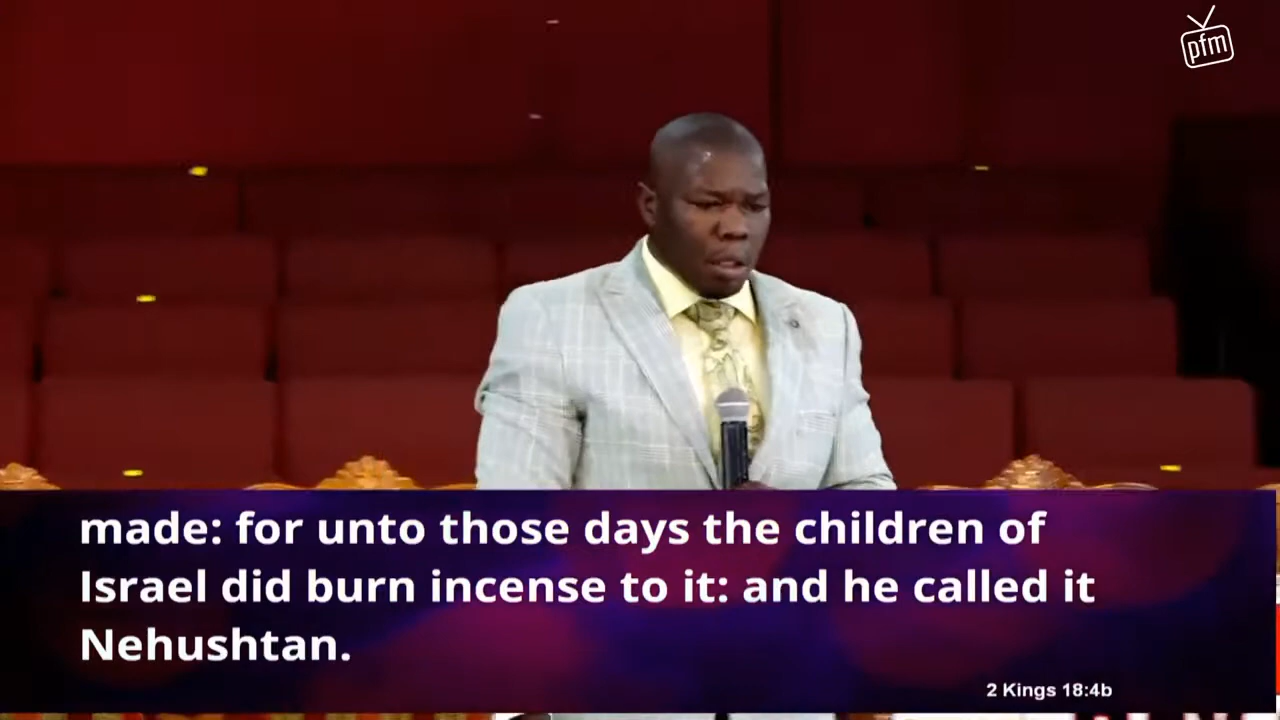 pfm
made: for unto those days the children of
Israel did burn incense to it: and he called it
Nehushtan.
2 Kings 18:4b